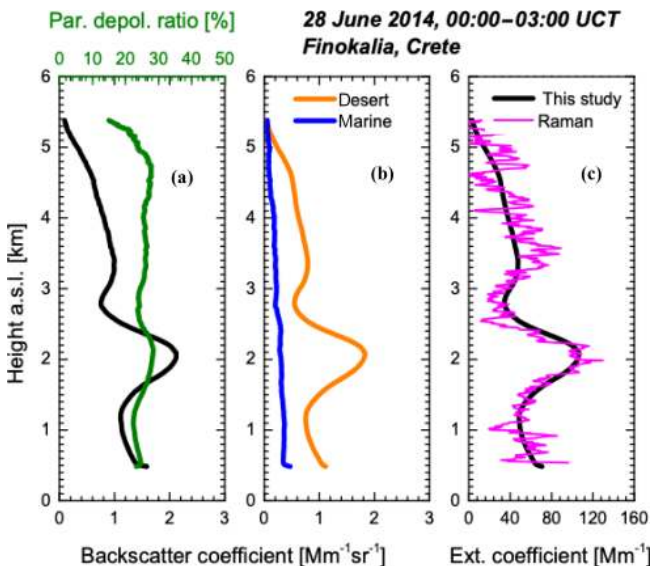 Par. depol. ratio [%]
28 June 2014, 00:00–03:00 UCT
Finokalia, Crete
0 10 20 30 40 50
6
5
4
3
2
1
0
Height a.s.l. [km]
(a)
0 1 2 3
6
5
4
3
2
1
0
Desert
Marine
(b)
0 1 2 3
Backscatter coefficient [Mm⁻¹sr⁻¹]
6
5
4
3
2
1
0
This study
Raman
(c)
0 40 80 120 160
Ext. coefficient [Mm⁻¹]